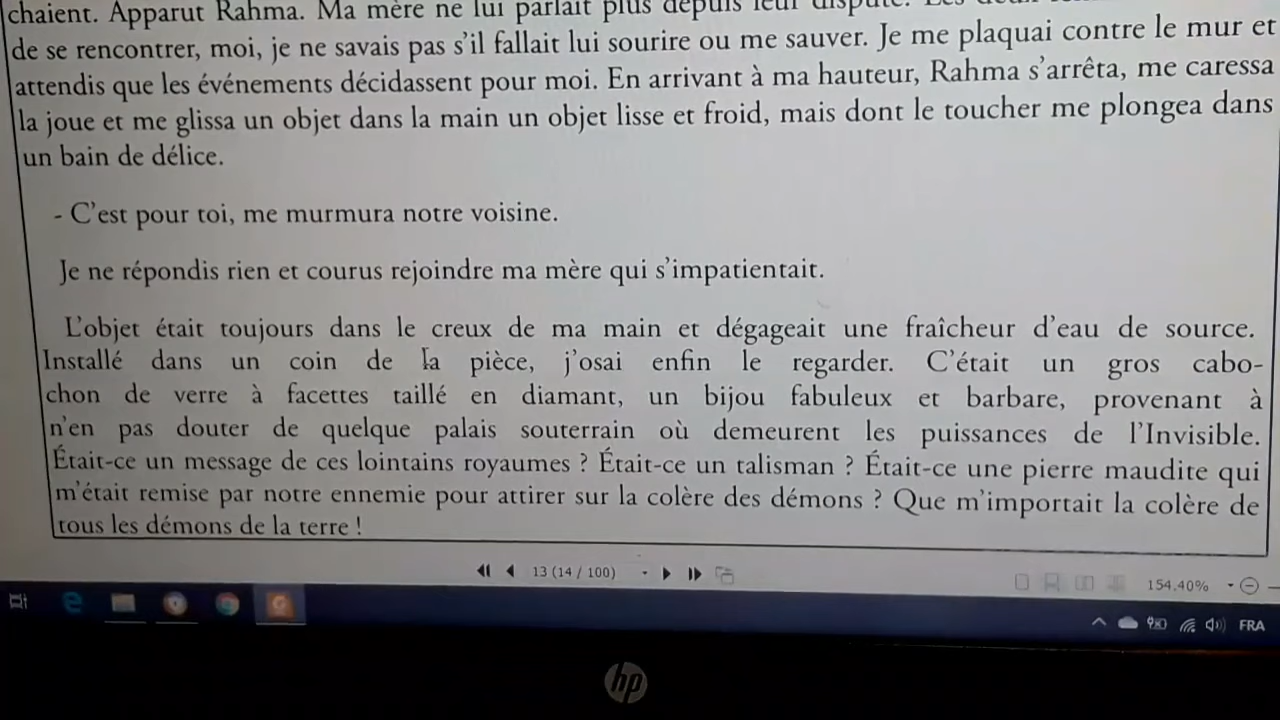 chaient. Apparut Rahma. Ma mère ne lui parlait plus depuis leur dispute. Les deux
de se rencontrer, moi, je ne savais pas s'il fallait lui sourire ou me sauver. Je me plaquai contre le mur et
attendis que les événements décidassent pour moi. En arrivant à ma hauteur, Rahma s'arrêta, me caressa
la joue et me glissa un objet dans la main un objet lisse et froid, mais dont le toucher me plongea dans
un bain de délice.
- C'est pour toi, me murmura notre voisine.
Je ne répondis rien et courus rejoindre ma mère qui s'impatientait.
L'objet était toujours dans le creux de ma main et dégageait une fraîcheur d'eau de source.
Installé dans un coin de la pièce, j'osai enfin le regarder. C'était un gros cabo-
chon de verre à facettes taillé en diamant, un bijou fabuleux et barbare, provenant à
n'en pas douter de quelque palais souterrain où demeurent les puissances de l'Invisible.
Était-ce un message de ces lointains royaumes ? Était-ce un talisman ? Était-ce une pierre maudite qui
m'était remise par notre ennemie pour attirer sur la colère des démons ? Que m'importait la colère de
tous les démons de la terre !
13 (14 / 100)
154.40%
FRA
hp